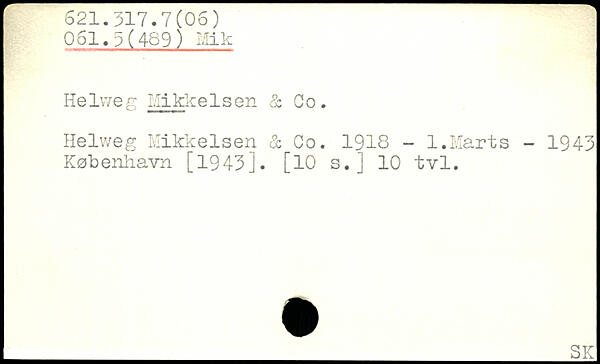 621.317.7(06)
061.5(489) Mik
Helweg Mikkelsen & Co.
Helweg Mikkelsen & Co. 1918 - 1.Marts - 1943
København [1943]. [10 s.] 10 tvl.
SK